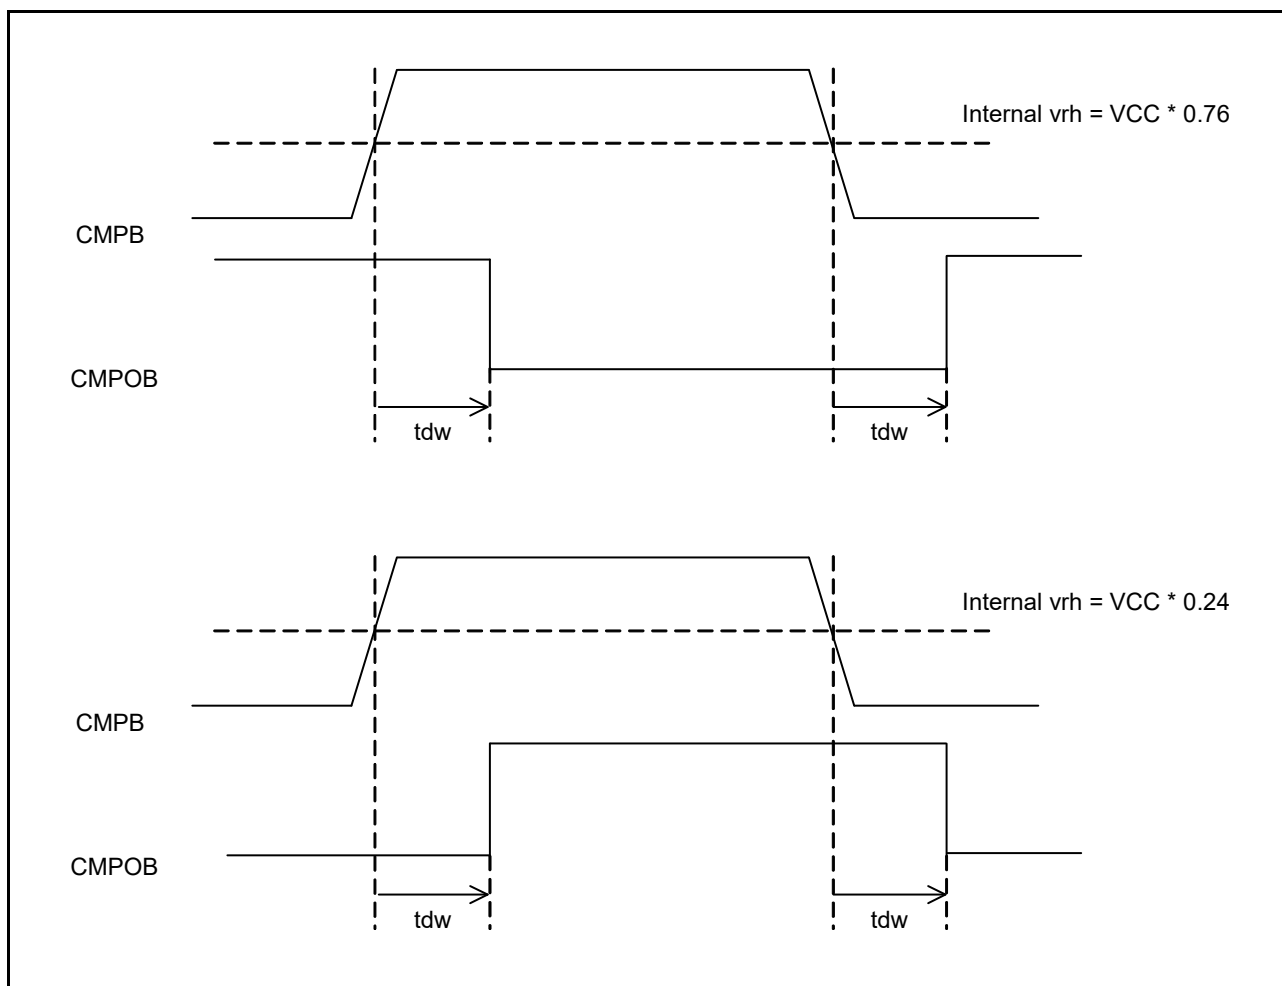 Internal vrh = VCC * 0.76
CMPB
CMPOB
tdw
tdw
Internal vrh = VCC * 0.24
CMPB
CMPOB
tdw
tdw